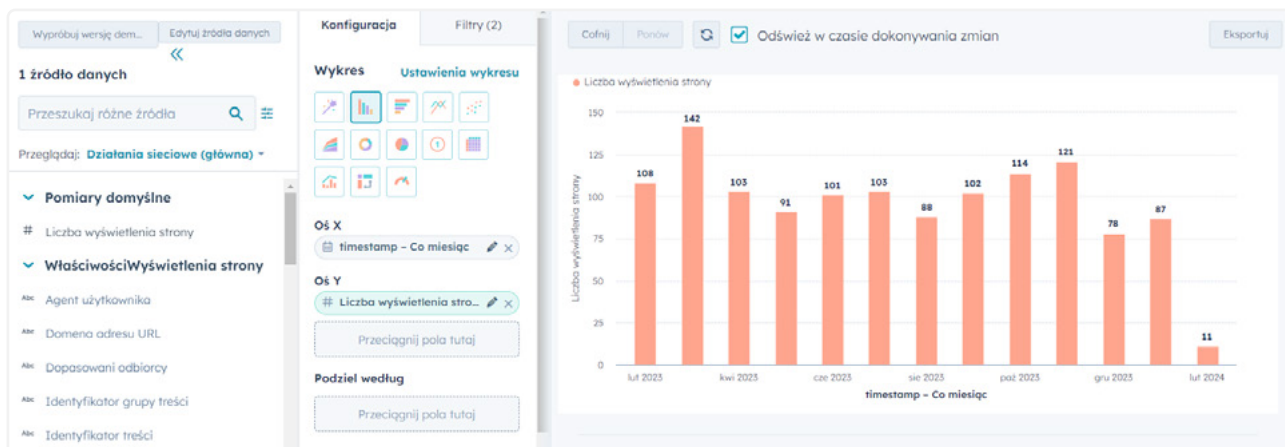 Wypróbuj wersję dem...
Edytuj źródła danych
1 źródło danych
Przeszukaj różne źródła
Przeglądaj: Działania sieciowe (główna)
Pomiary domyślne
# Liczba wyświetlenia strony
WłaściwościWyświetlenia strony
Abc Agent użytkownika
Abc Domena adresu URL
Abc Dopasowani odbiorcy
Abc Identyfikator grupy treści
Abc Identyfikator treści
Konfiguracja
Filtry (2)
Wykres
Ustawienia wykresu
Oś X
timestamp – Co miesiąc
Oś Y
# Liczba wyświetlenia stro...
Przeciągnij pola tutaj
Podziel według
Przeciągnij pola tutaj
Cofnij
Ponów
Odśwież w czasie dokonywania zmian
Eksportuj
Liczba wyświetlenia strony
Liczba wyświetlenia strony
150
125
100
75
50
25
0
108
142
103
91
101
103
88
102
114
121
78
87
11
lut 2023
kwi 2023
cze 2023
sie 2023
paź 2023
gru 2023
lut 2024
timestamp – Co miesiąc